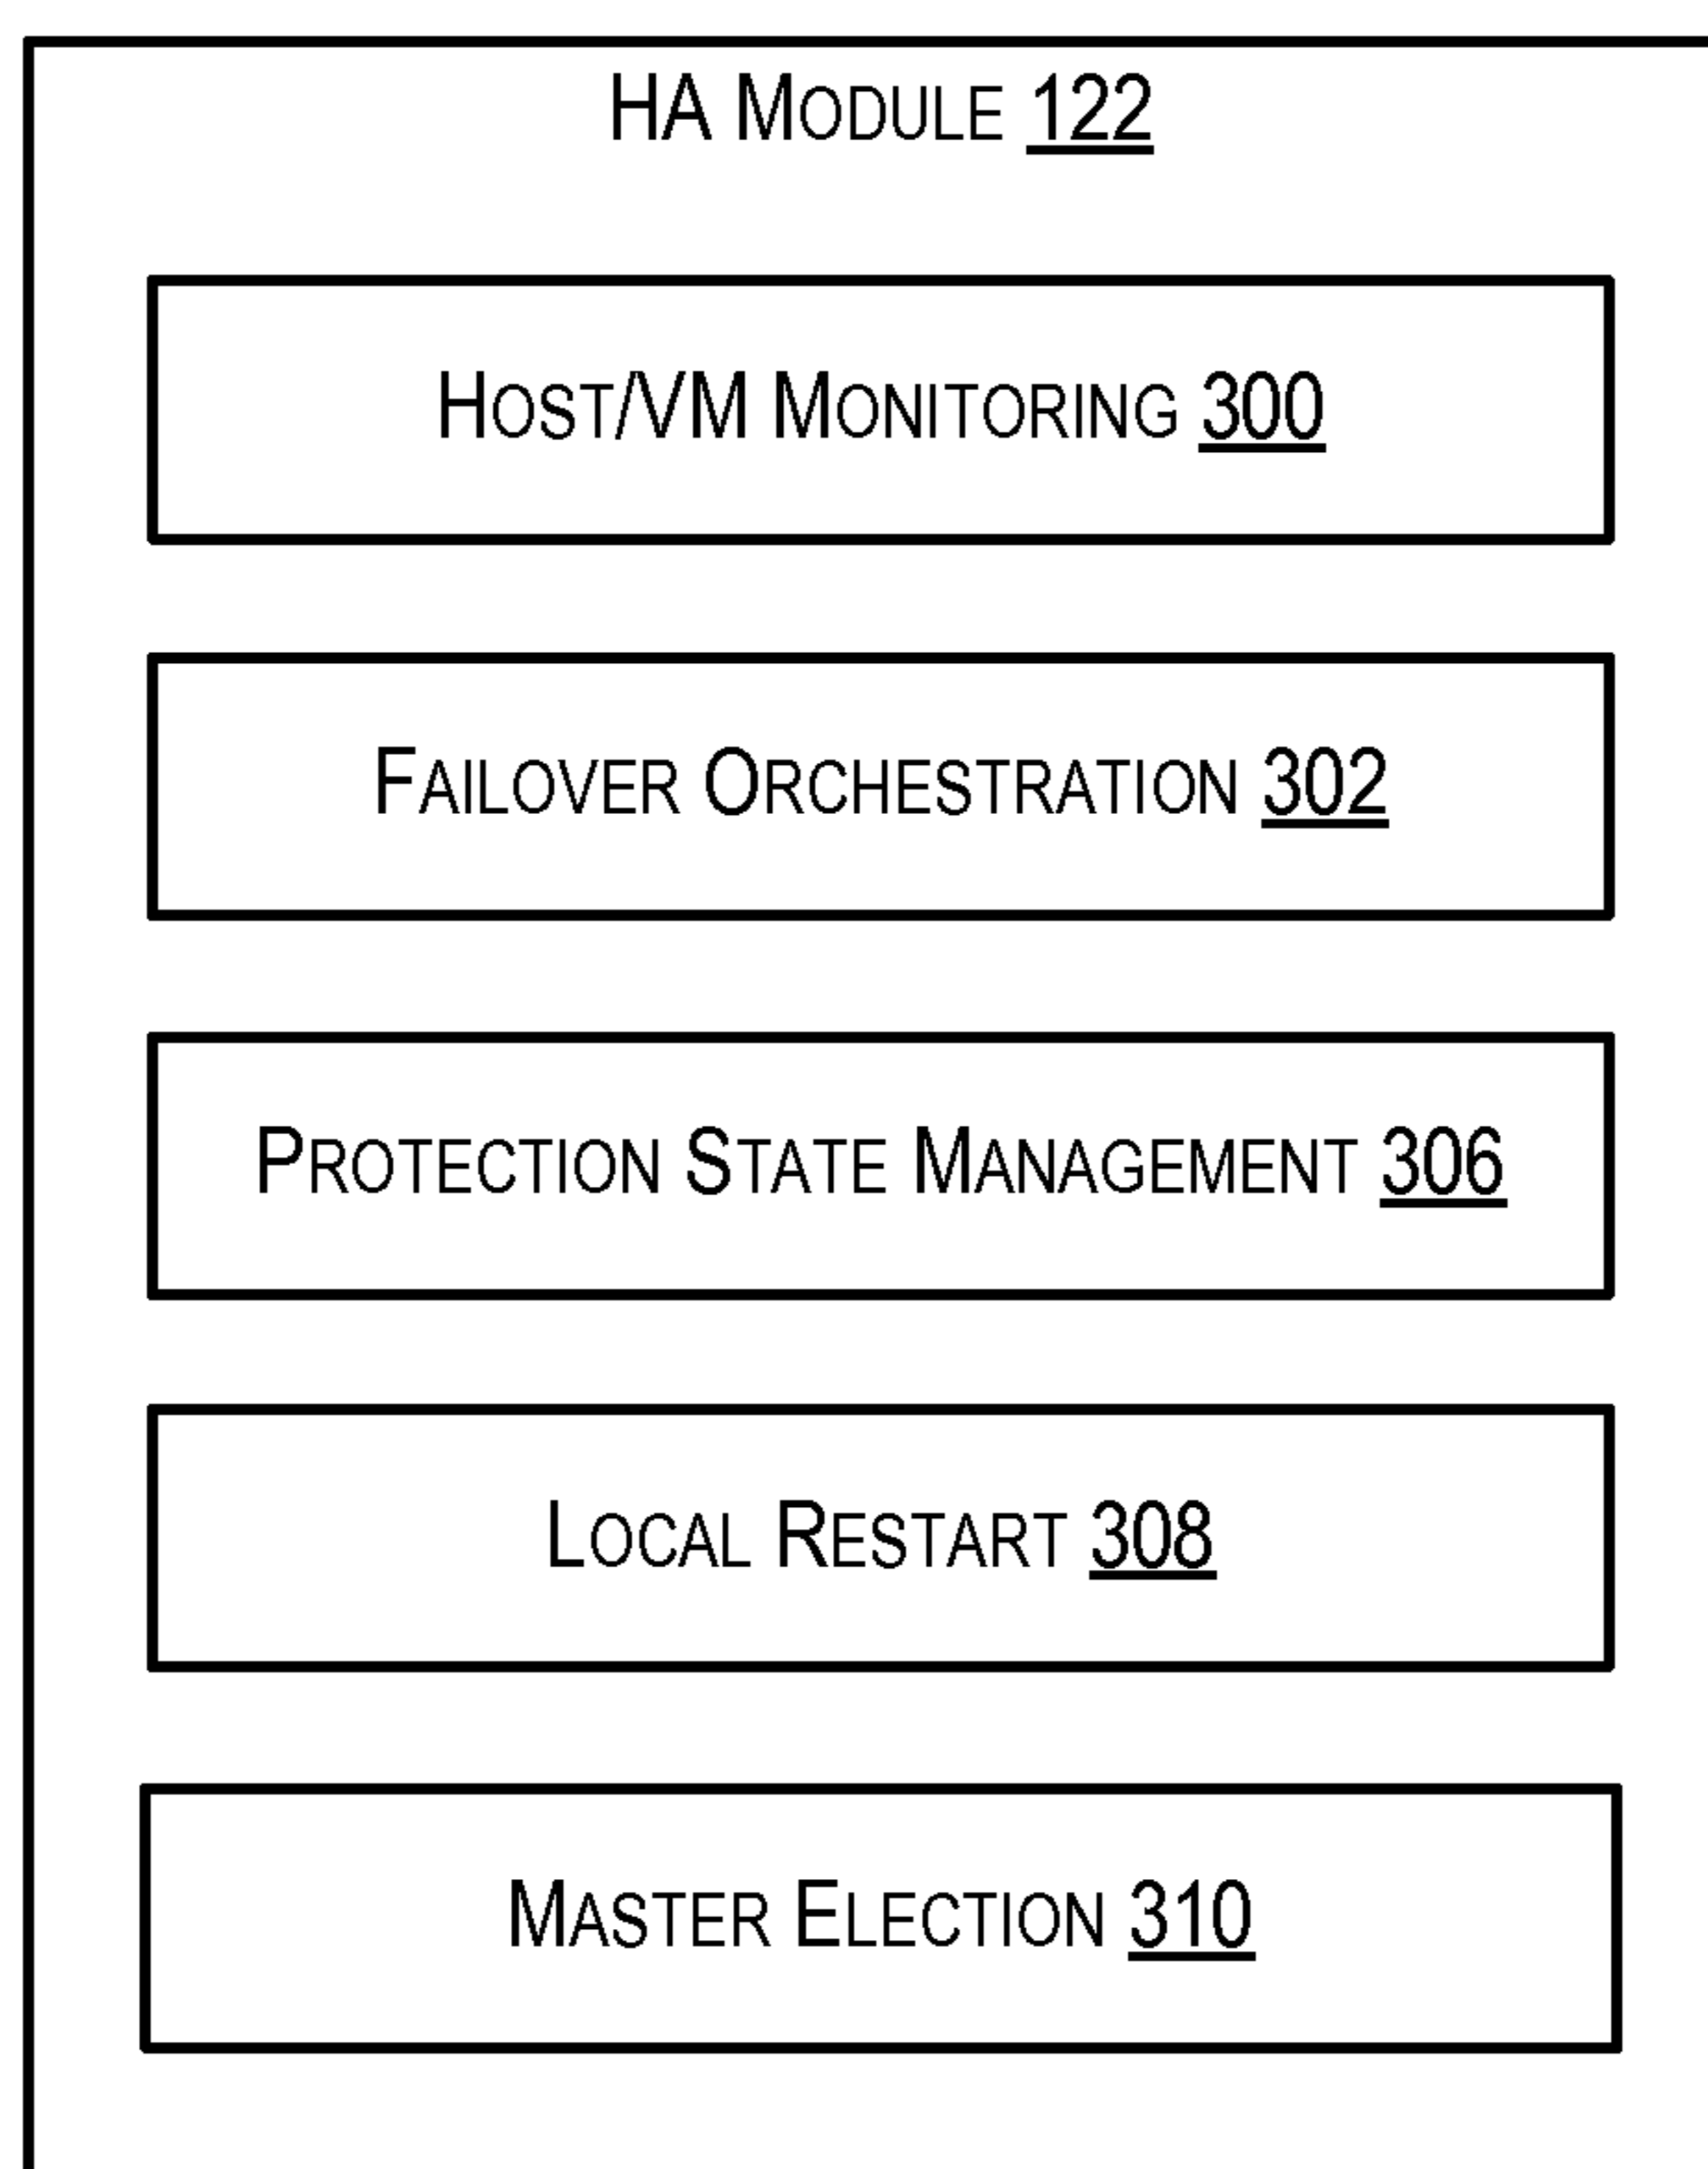 HA MODULE 122
HOST/VM MONITORING 300
FAILOVER ORCHESTRATION 302
PROTECTION STATE MANAGEMENT 306
LOCAL RESTART 308
MASTER ELECTION 310